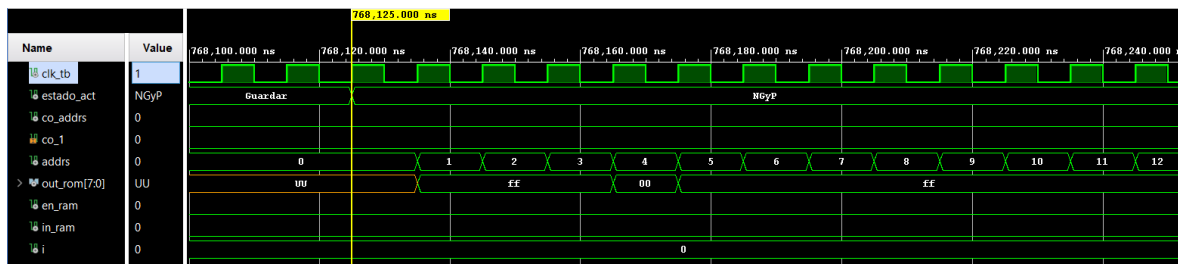 768,125.000 ns
Name Value
768,100.000 ns 768,120.000 ns 768,140.000 ns 768,160.000 ns 768,180.000 ns 768,200.000 ns 768,220.000 ns 768,240.000 ns
clk_tb 1
estado_act NGyP Guardar NGyP
co_addrs 0
co_1 0
addrs 0 0 1 2 3 4 5 6 7 8 9 10 11 12
out_rom[7:0] UU UU ff 00 ff
en_ram 0
in_ram 0
i 0 0